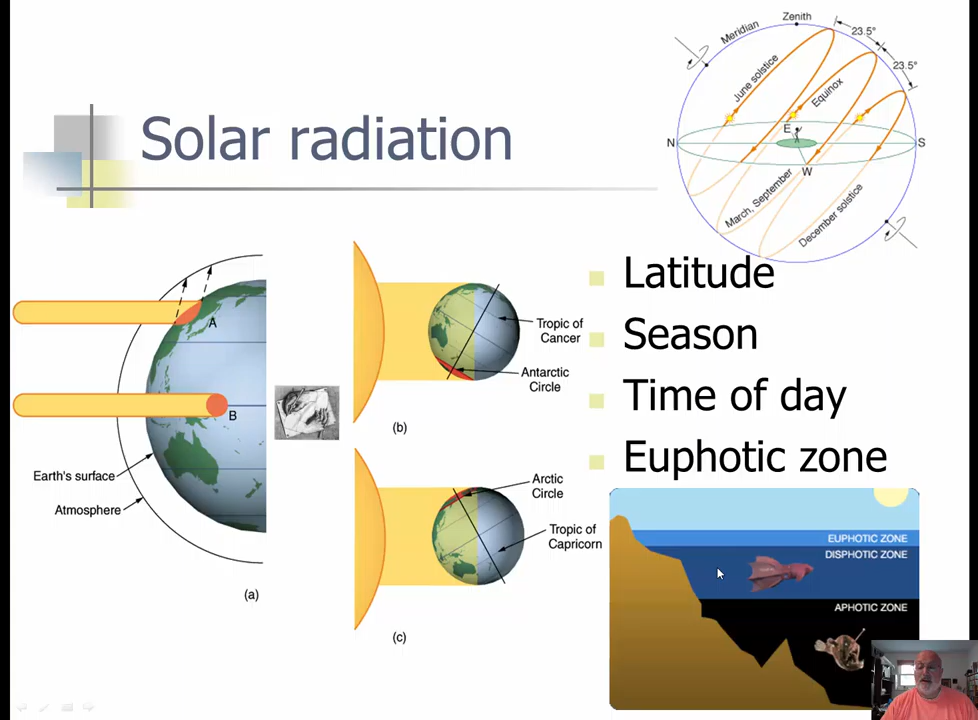 Solar radiation
Zenith
Meridian
23.5°
23.5°
June solstice
Equinox
E
N
S
W
March, September
December solstice
Latitude
Season
Time of day
Euphotic zone
A
B
Earth's surface
Atmosphere
(a)
Tropic of
Cancer
Antarctic
Circle
(b)
Arctic
Circle
Tropic of
Capricorn
(c)
EUPHOTIC ZONE
DISPHOTIC ZONE
APHOTIC ZONE